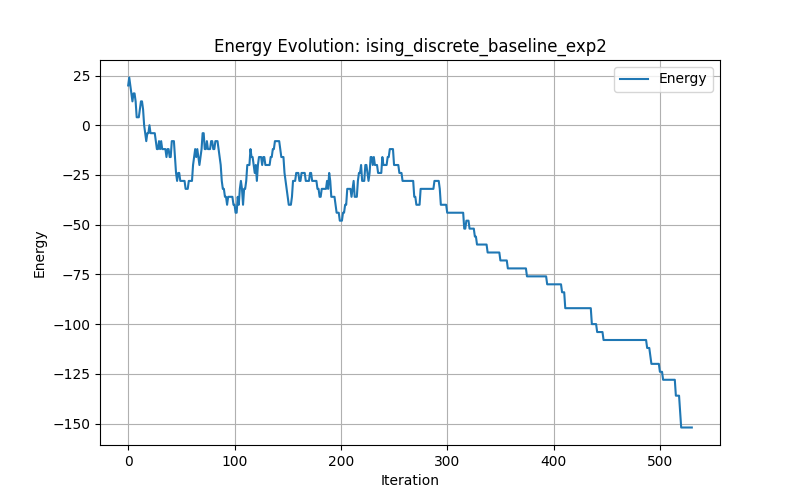 Energy Evolution: ising_discrete_baseline_exp2
Energy
25
0
−25
−50
−75
−100
−125
−150
Energy
0 100 200 300 400 500
Iteration